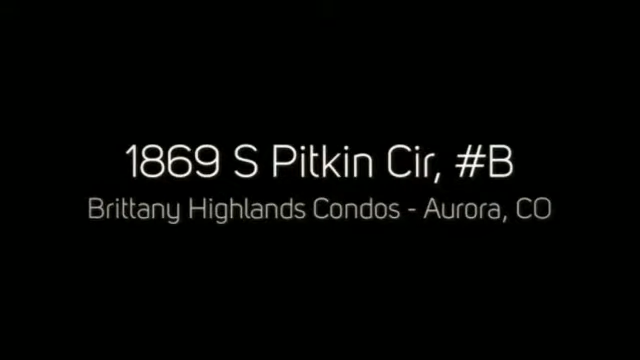 1869 S Pitkin Cir, #B
Brittany Highlands Condos - Aurora, CO